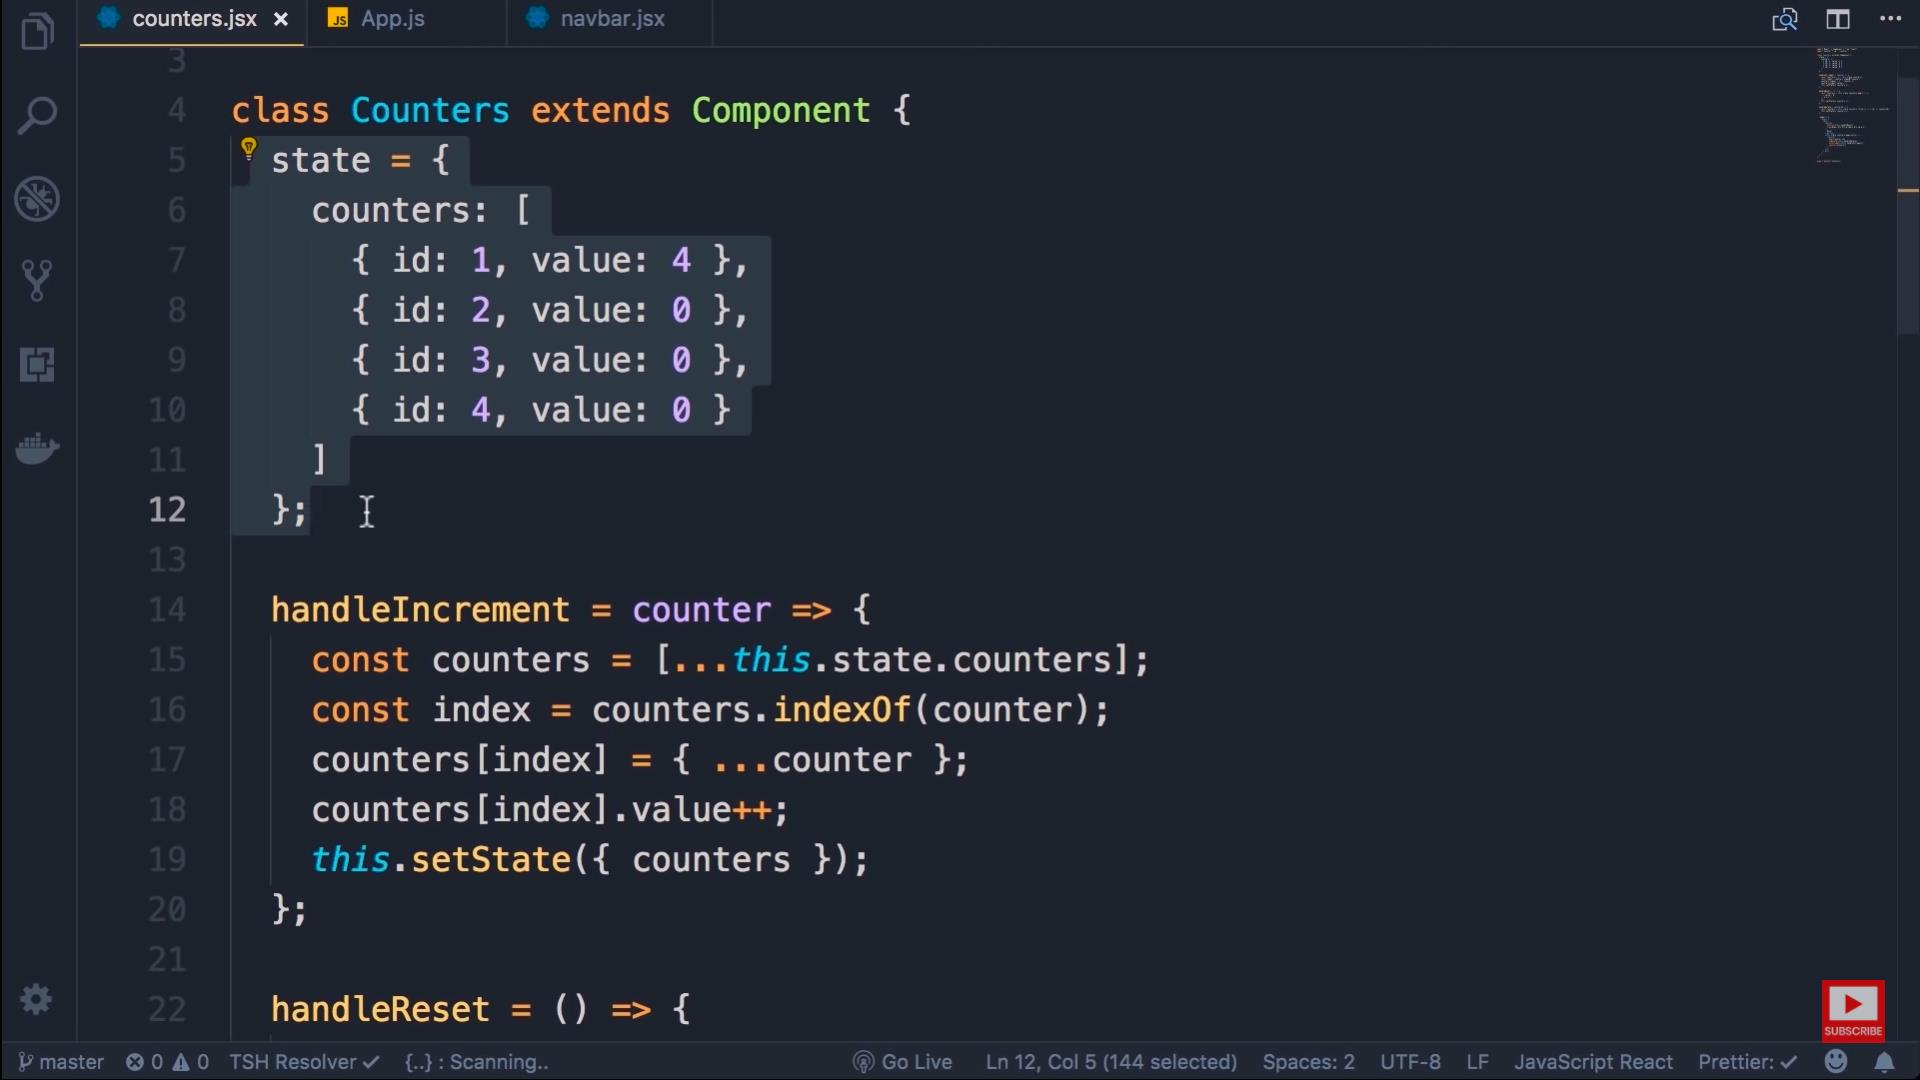 counters.jsx × JS App.js navbar.jsx
3
4 class Counters extends Component {
5 state = {
6 counters: [
7 { id: 1, value: 4 },
8 { id: 2, value: 0 },
9 { id: 3, value: 0 },
10 { id: 4, value: 0 }
11 ]
12 };
13
14 handleIncrement = counter => {
15 const counters = [...this.state.counters];
16 const index = counters.indexOf(counter);
17 counters[index] = { ...counter };
18 counters[index].value++;
19 this.setState({ counters });
20 };
21
22 handleReset = () => {
SUBSCRIBE
master 0 0 TSH Resolver ✓ {..} : Scanning.. Go Live Ln 12, Col 5 (144 selected) Spaces: 2 UTF-8 LF JavaScript React Prettier: ✓